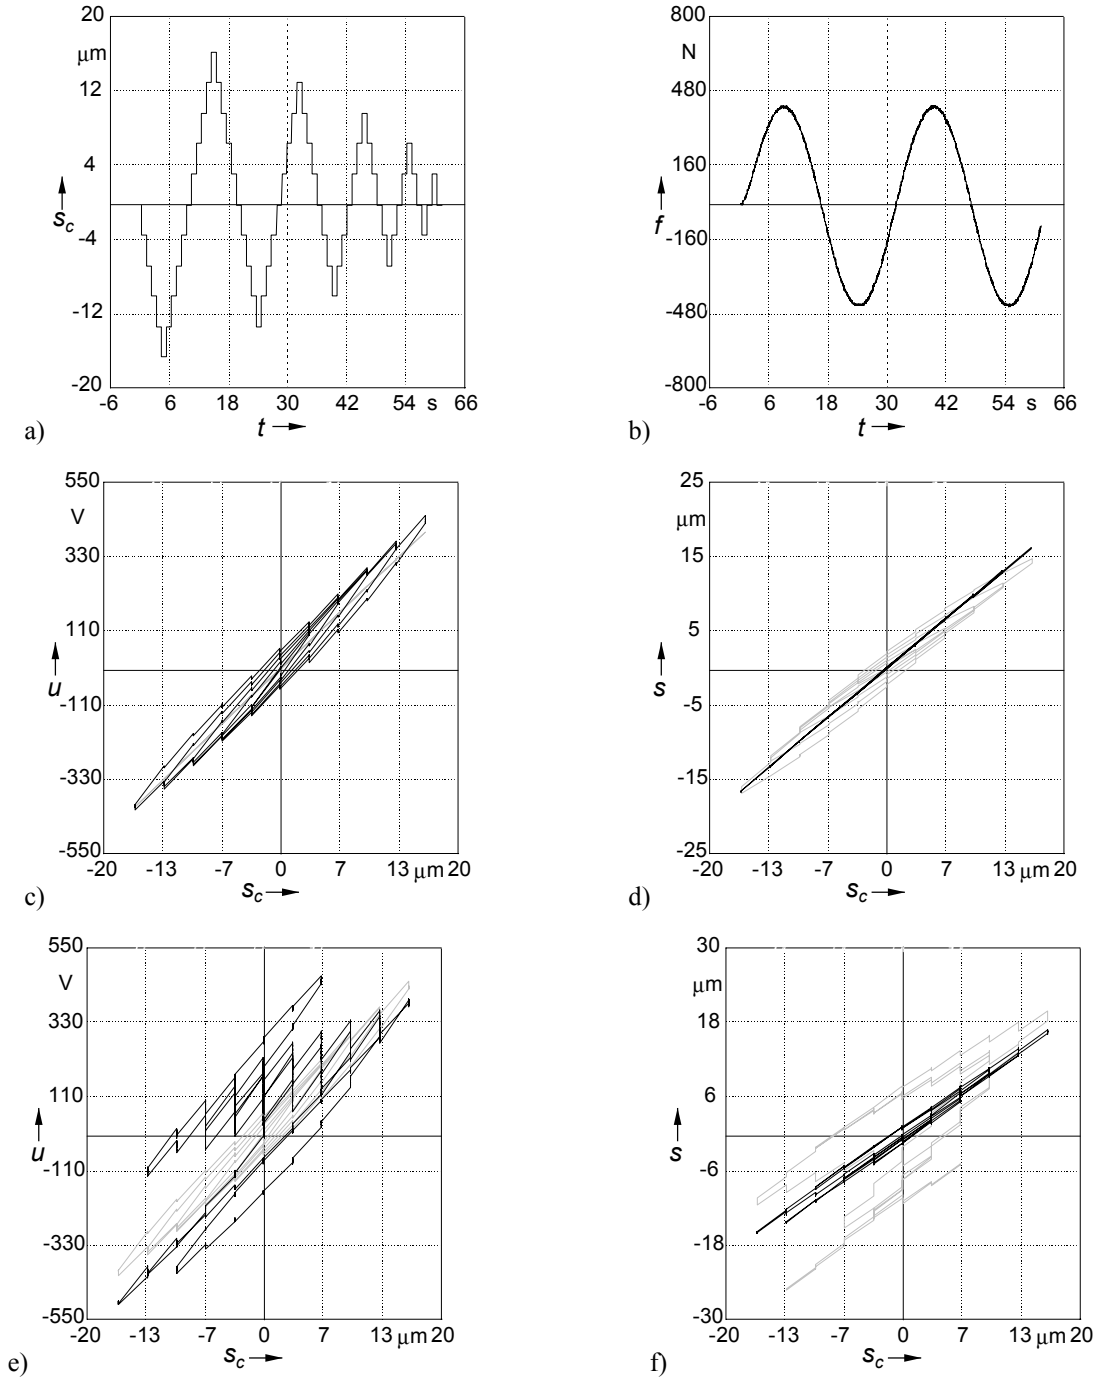 20
μm
12
4
s_c
-4
-12
-20
-6 6 18 30 42 54 s 66
a) t
800
N
480
160
f
-160
-480
-800
-6 6 18 30 42 54 s 66
b) t
550
V
330
110
u
-110
-330
-550
-20 -13 -7 0 7 13 μm 20
c) s_c
25
μm
15
5
s
-5
-15
-25
-20 -13 -7 0 7 13 μm 20
d) s_c
550
V
330
110
u
-110
-330
-550
-20 -13 -7 0 7 13 μm 20
e) s_c
30
μm
18
6
s
-6
-18
-30
-20 -13 -7 0 7 13 μm 20
f) s_c